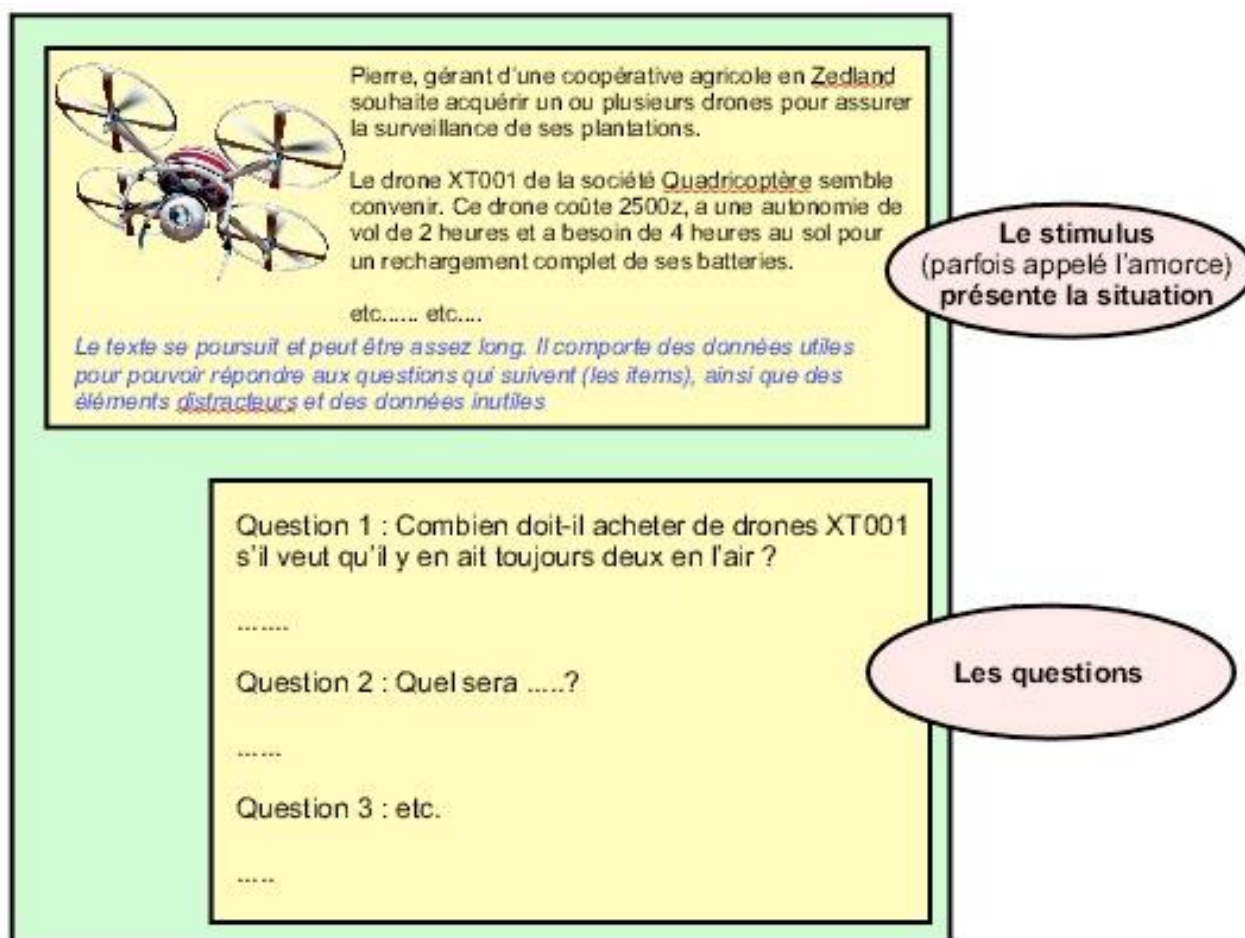 Pierre, gérant d'une coopérative agricole en Zedland
souhaite acquérir un ou plusieurs drones pour assurer
la surveillance de ses plantations.
Le drone XT001 de la société Quadricoptère semble
convenir. Ce drone coûte 2500z, a une autonomie de
vol de 2 heures et a besoin de 4 heures au sol pour
un rechargement complet de ses batteries.
etc...... etc....
Le texte se poursuit et peut être assez long. Il comporte des données utiles
pour pouvoir répondre aux questions qui suivent (les items), ainsi que des
éléments distracteurs et des données inutiles
Le stimulus
(parfois appelé l'amorce)
présente la situation
Question 1 : Combien doit-il acheter de drones XT001
s'il veut qu'il y en ait toujours deux en l'air ?
.......
Question 2 : Quel sera .....?
......
Question 3 : etc.
.....
Les questions